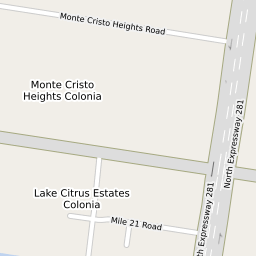 Monte Cristo Heights Road
Monte Cristo
Heights Colonia
North Expressway 281
Lake Citrus Estates
Colonia
Mile 21 Road
North Expressway 281